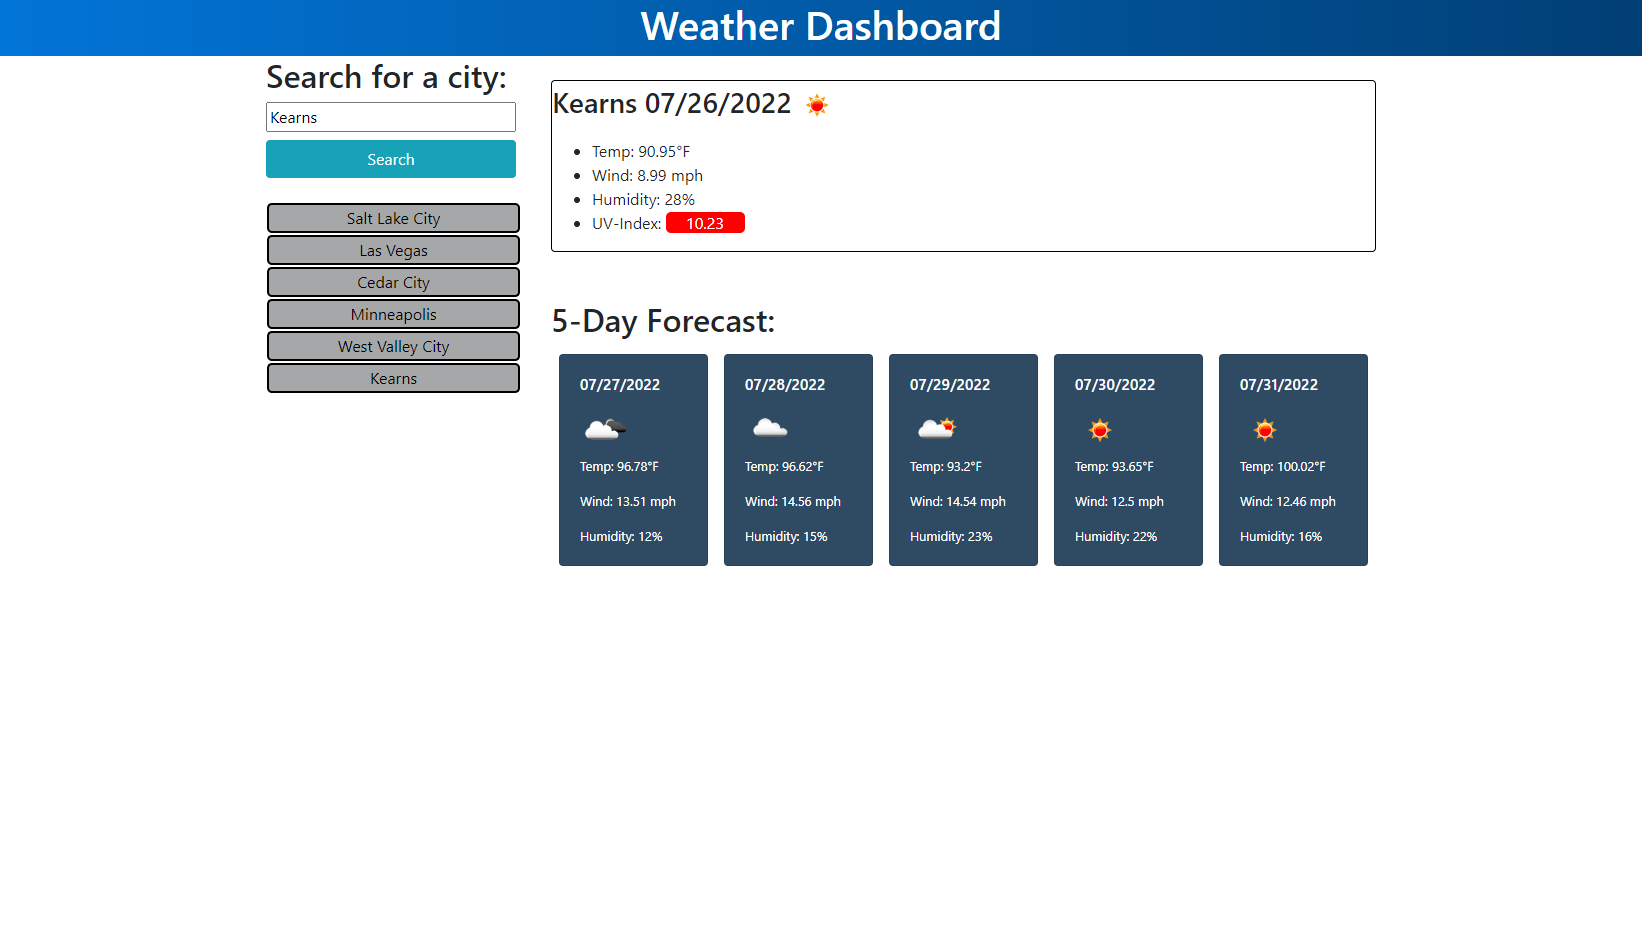 Weather Dashboard
Search for a city:
Kearns
Search
Salt Lake City
Las Vegas
Cedar City
Minneapolis
West Valley City
Kearns
Kearns 07/26/2022
Temp: 90.95°F
Wind: 8.99 mph
Humidity: 28%
UV-Index: 10.23
5-Day Forecast:
07/27/2022
Temp: 96.78°F
Wind: 13.51 mph
Humidity: 12%
07/28/2022
Temp: 96.62°F
Wind: 14.56 mph
Humidity: 15%
07/29/2022
Temp: 93.2°F
Wind: 14.54 mph
Humidity: 23%
07/30/2022
Temp: 93.65°F
Wind: 12.5 mph
Humidity: 22%
07/31/2022
Temp: 100.02°F
Wind: 12.46 mph
Humidity: 16%